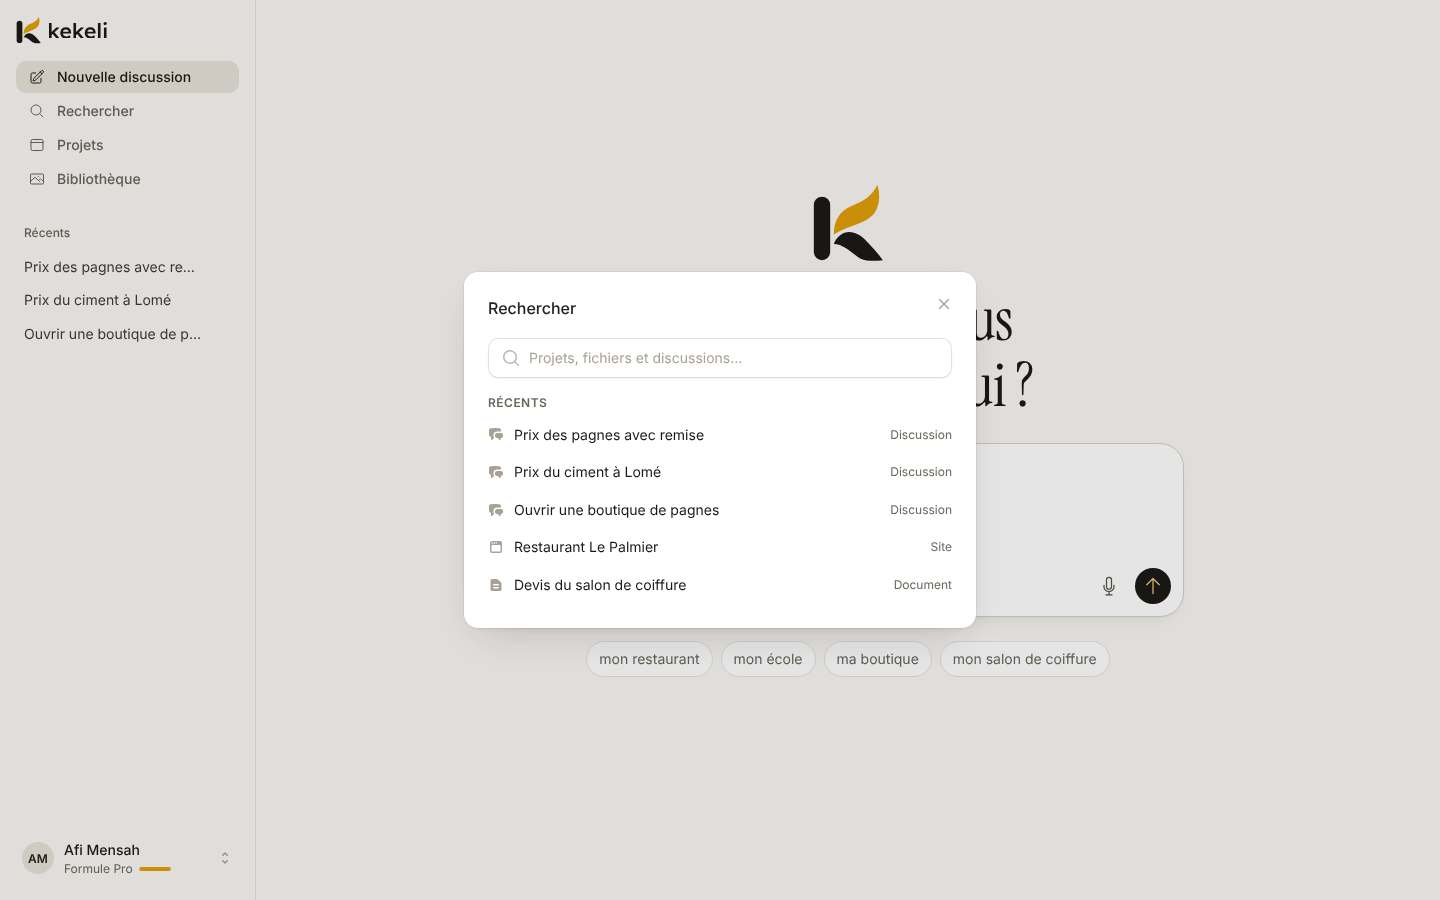 kekeli
Nouvelle discussion
Rechercher
Projets
Bibliothèque
Récents
Prix des pagnes avec re...
Prix du ciment à Lomé
Ouvrir une boutique de p...
AM
Afi Mensah
Formule Pro
ui ?
Rechercher
Projets, fichiers et discussions...
RÉCENTS
Prix des pagnes avec remise Discussion
Prix du ciment à Lomé Discussion
Ouvrir une boutique de pagnes Discussion
Restaurant Le Palmier Site
Devis du salon de coiffure Document
mon restaurant
mon école
ma boutique
mon salon de coiffure